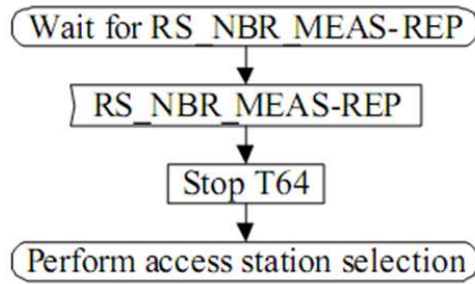 Wait for RS_NBR_MEAS-REP
RS_NBR_MEAS-REP
Stop T64
Perform access station selection